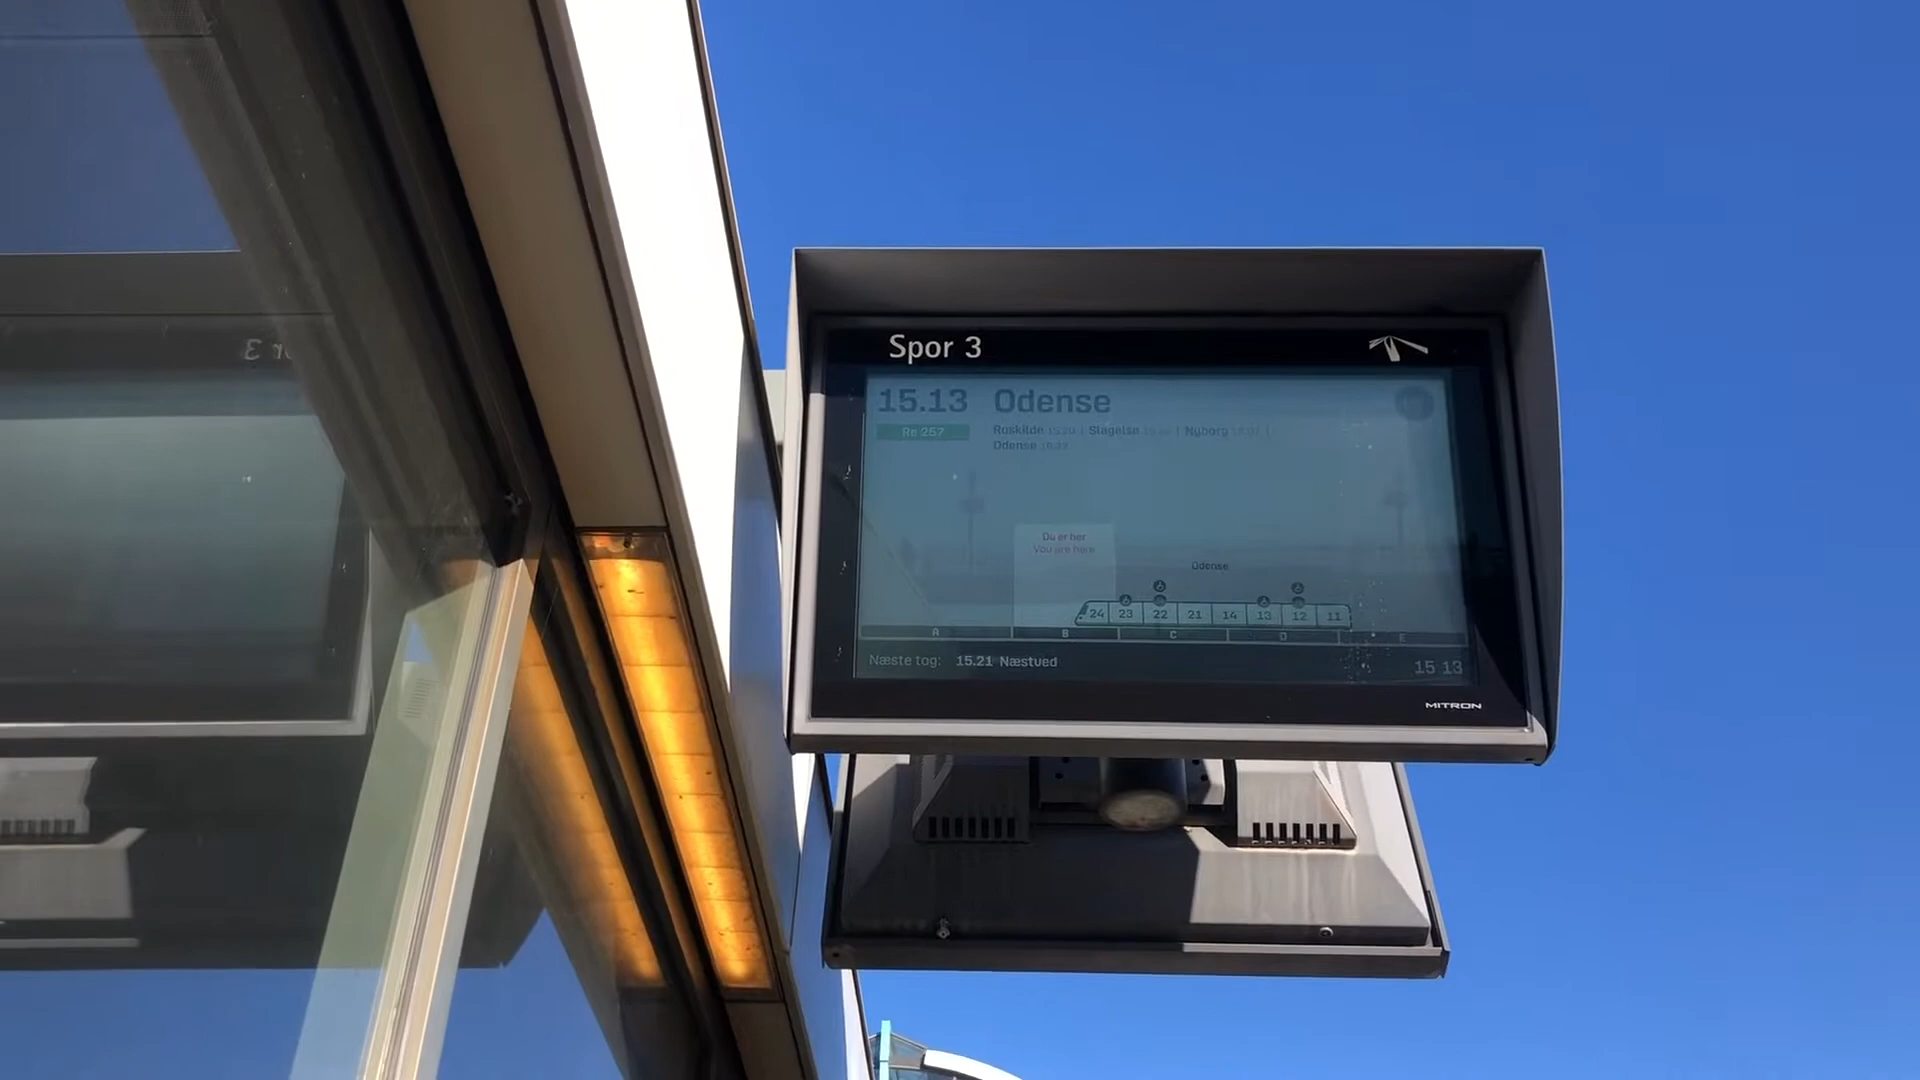 Spor 3
15.13 Odense
Re 257
Roskilde | Slagelse | Nyborg |
Odense
Du er her
You are here
Odense
24 23 22 21 14 13 12 11
A B C D E
Næste tog: 15.21 Næstved
15 13
MITRON